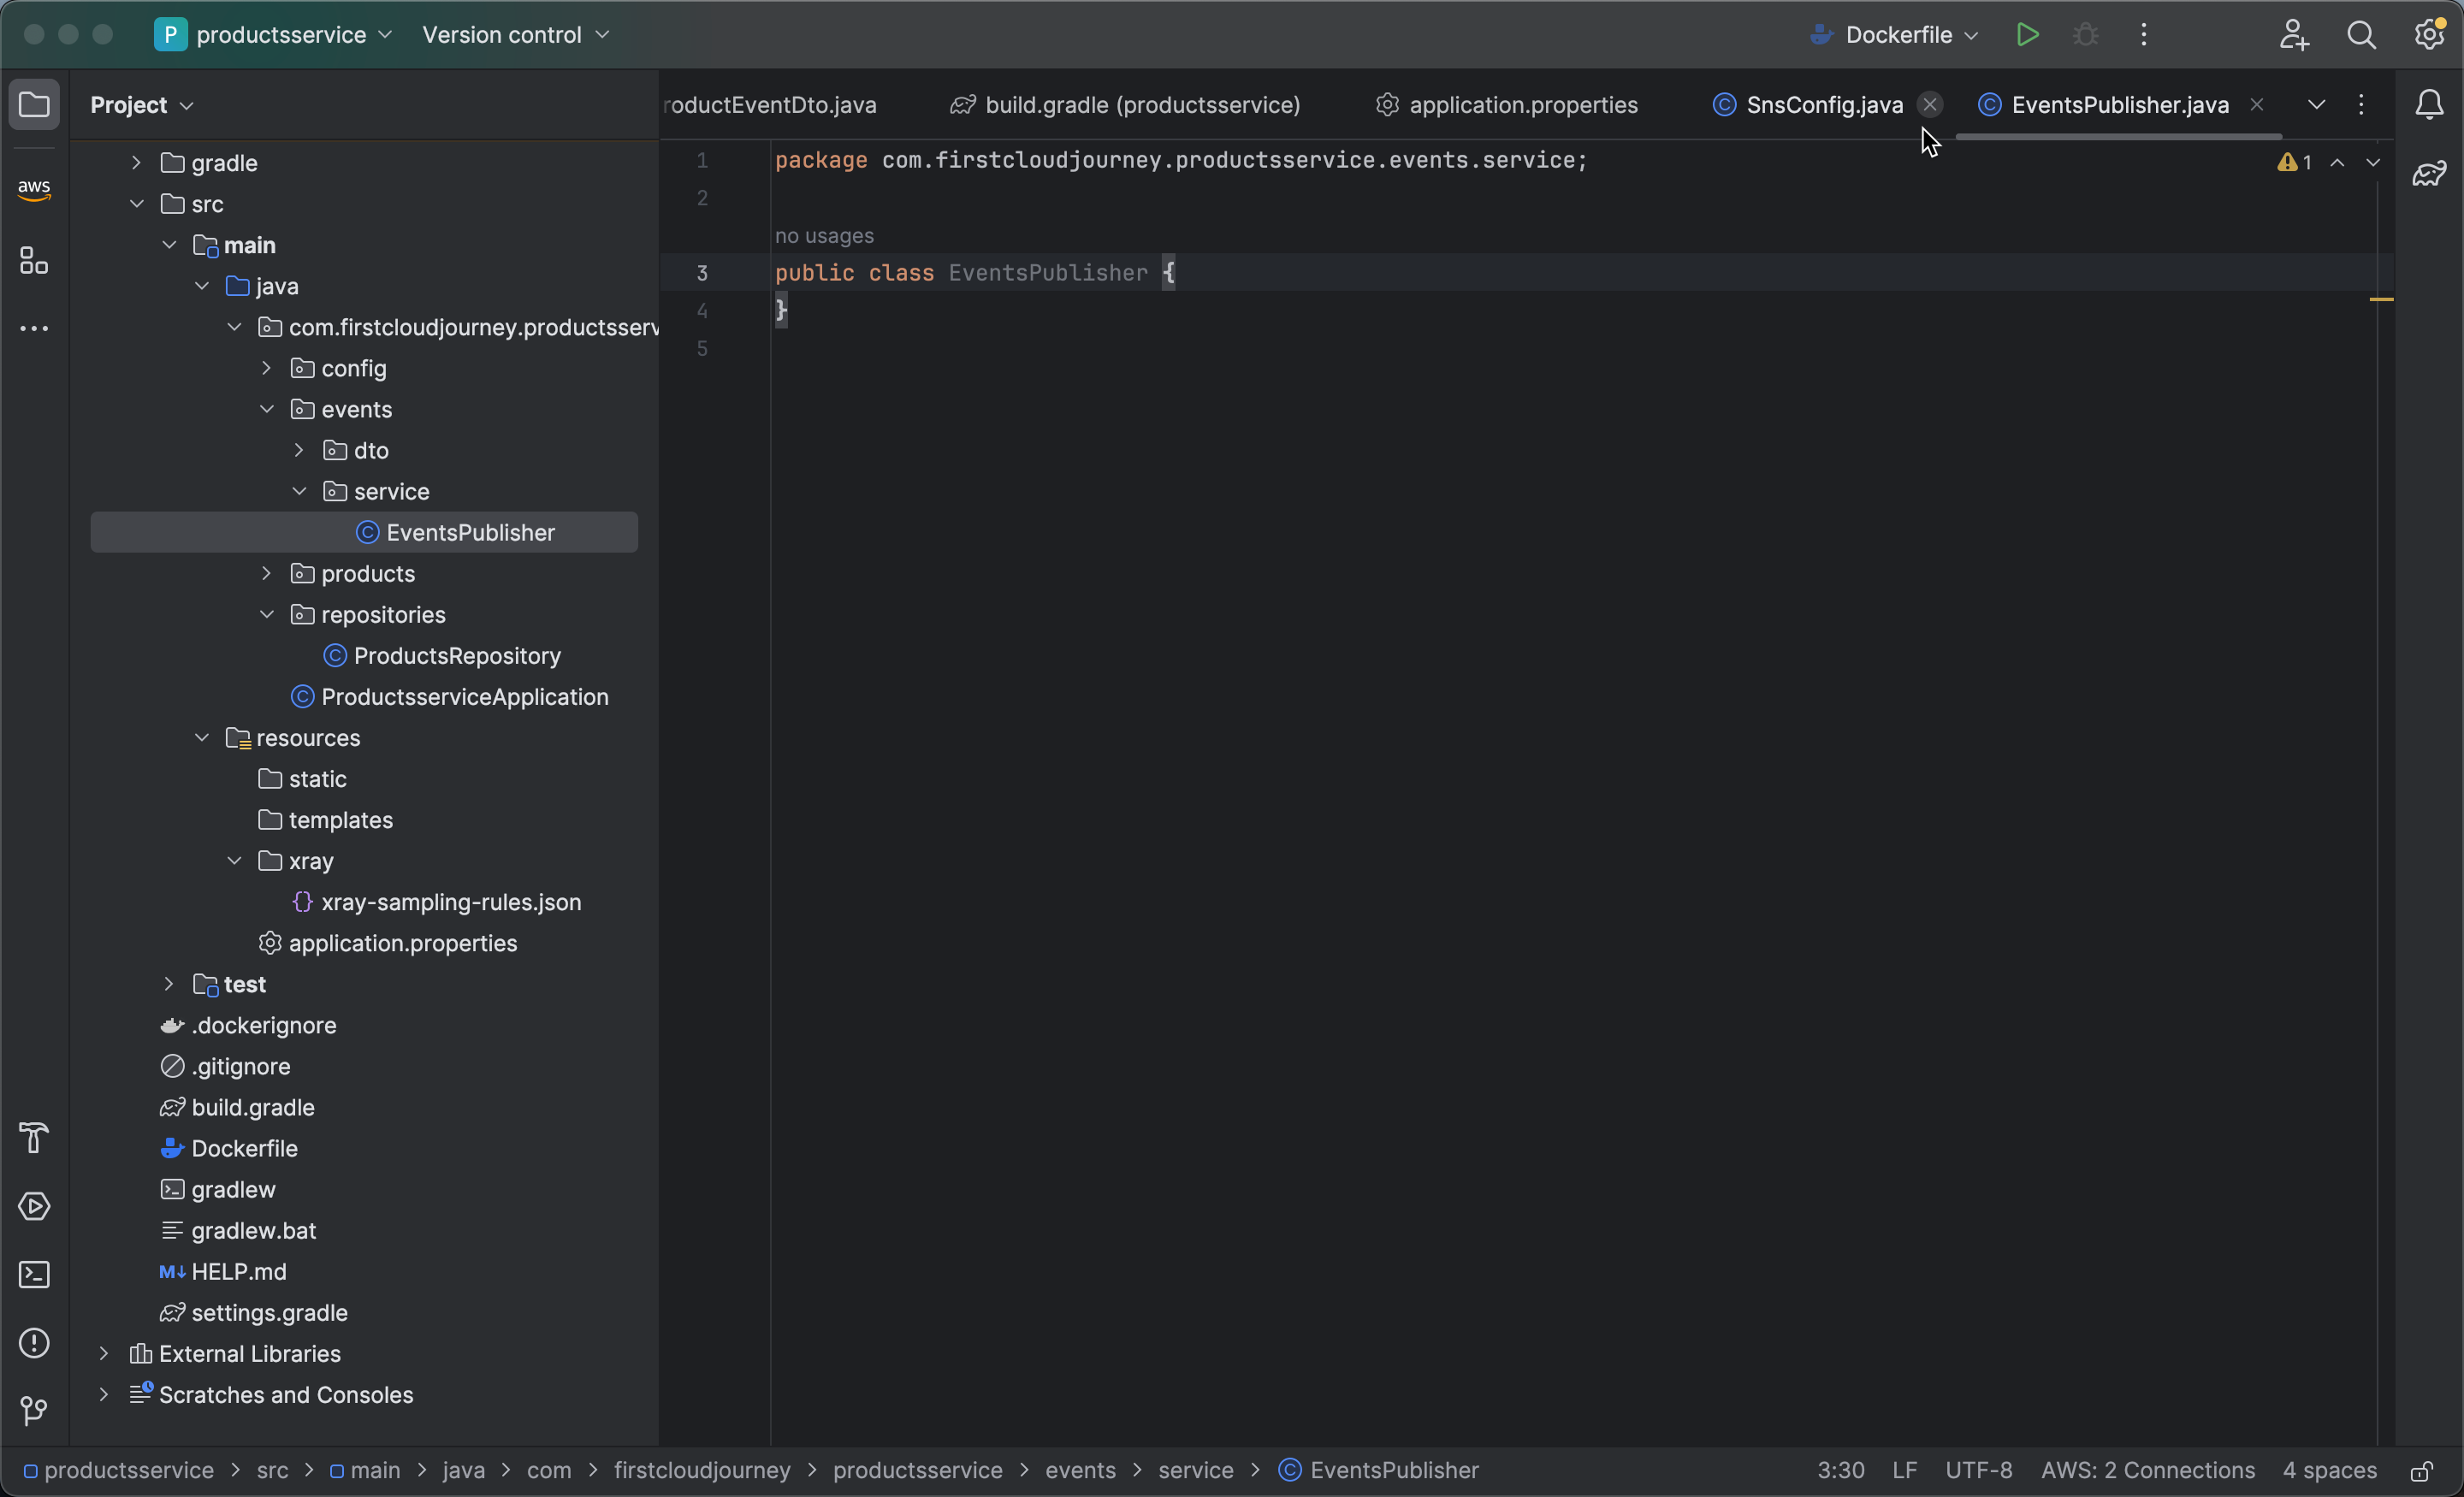 P productsservice Version control Dockerfile
Project
roductEventDto.java build.gradle (productsservice) application.properties SnsConfig.java EventsPublisher.java
aws
gradle
src
main
java
com.firstcloudjourney.productsserv
config
events
dto
service
EventsPublisher
products
repositories
ProductsRepository
ProductsserviceApplication
resources
static
templates
xray
{} xray-sampling-rules.json
application.properties
test
.dockerignore
.gitignore
build.gradle
Dockerfile
gradlew
gradlew.bat
M↓ HELP.md
settings.gradle
External Libraries
Scratches and Consoles
1 package com.firstcloudjourney.productsservice.events.service;
2
no usages
3 public class EventsPublisher {
4 }
5
1
productsservice > src > main > java > com > firstcloudjourney > productsservice > events > service > EventsPublisher
3:30 LF UTF-8 AWS: 2 Connections 4 spaces